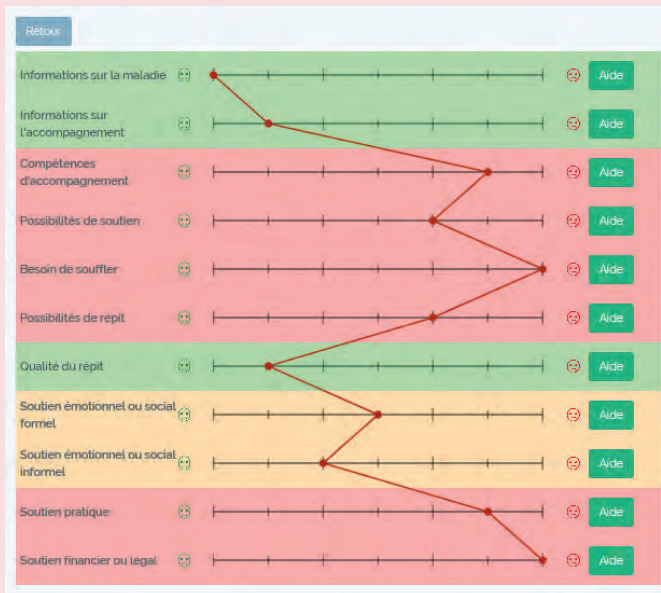 Retour
Informations sur la maladie
Aide
Informations sur
l'accompagnement
Aide
Compétences
d'accompagnement
Aide
Possibilités de soutien
Aide
Besoin de souffler
Aide
Possibilités de répit
Aide
Qualité du répit
Aide
Soutien émotionnel ou social
formel
Aide
Soutien émotionnel ou social
informel
Aide
Soutien pratique
Aide
Soutien financier ou légal
Aide